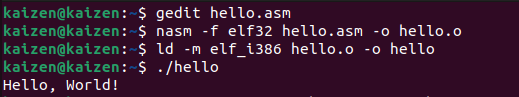 kaizen@kaizen:~$ gedit hello.asm
kaizen@kaizen:~$ nasm -f elf32 hello.asm -o hello.o
kaizen@kaizen:~$ ld -m elf_i386 hello.o -o hello
kaizen@kaizen:~$ ./hello
Hello, World!